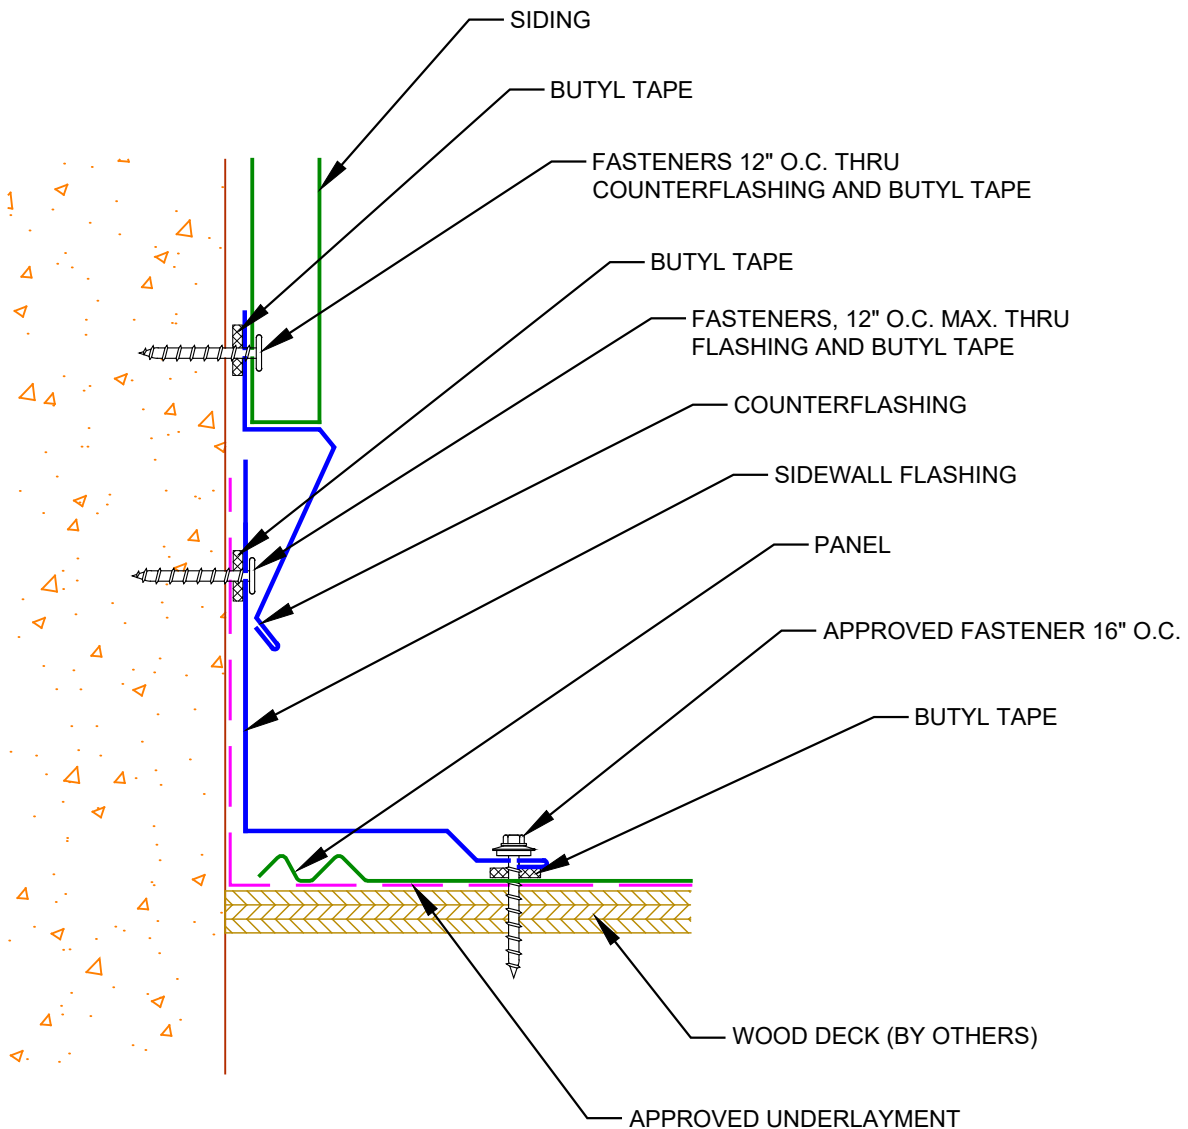 SIDING
BUTYL TAPE
FASTENERS 12" O.C. THRU
COUNTERFLASHING AND BUTYL TAPE
BUTYL TAPE
FASTENERS, 12" O.C. MAX. THRU
FLASHING AND BUTYL TAPE
COUNTERFLASHING
SIDEWALL FLASHING
PANEL
APPROVED FASTENER 16" O.C.
BUTYL TAPE
WOOD DECK (BY OTHERS)
APPROVED UNDERLAYMENT